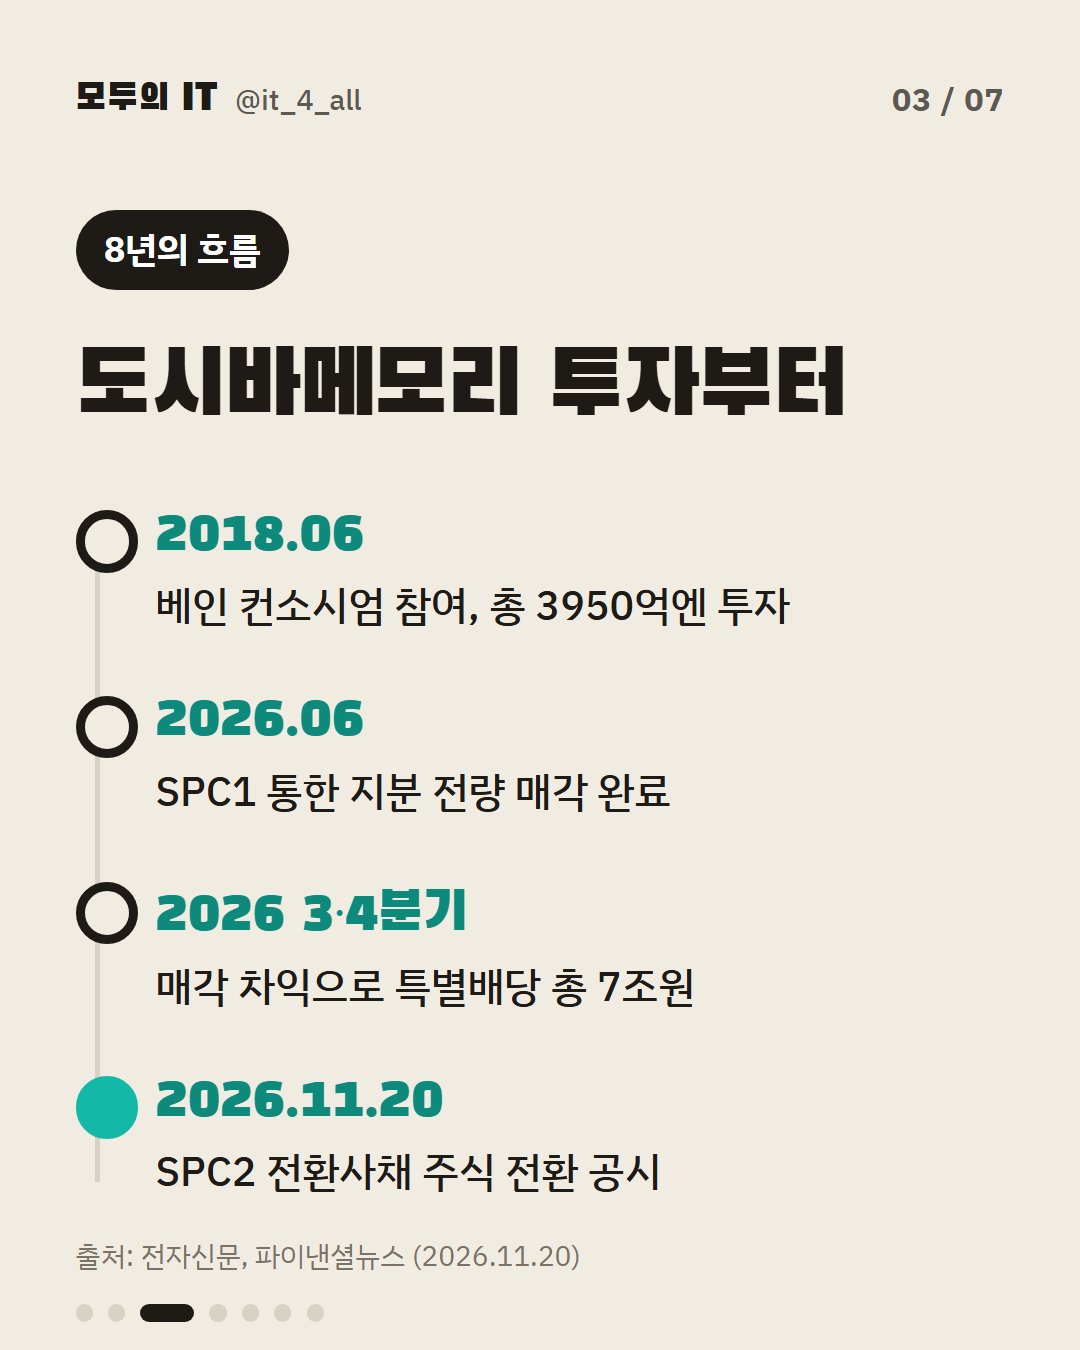 모두의 IT @it_4_all 03 / 07
8년의 흐름
도시바메모리 투자부터
2018.06
베인 컨소시엄 참여, 총 3950억엔 투자
2026.06
SPC1 통한 지분 전량 매각 완료
2026 3·4분기
매각 차익으로 특별배당 총 7조원
2026.11.20
SPC2 전환사채 주식 전환 공시
출처: 전자신문, 파이낸셜뉴스 (2026.11.20)